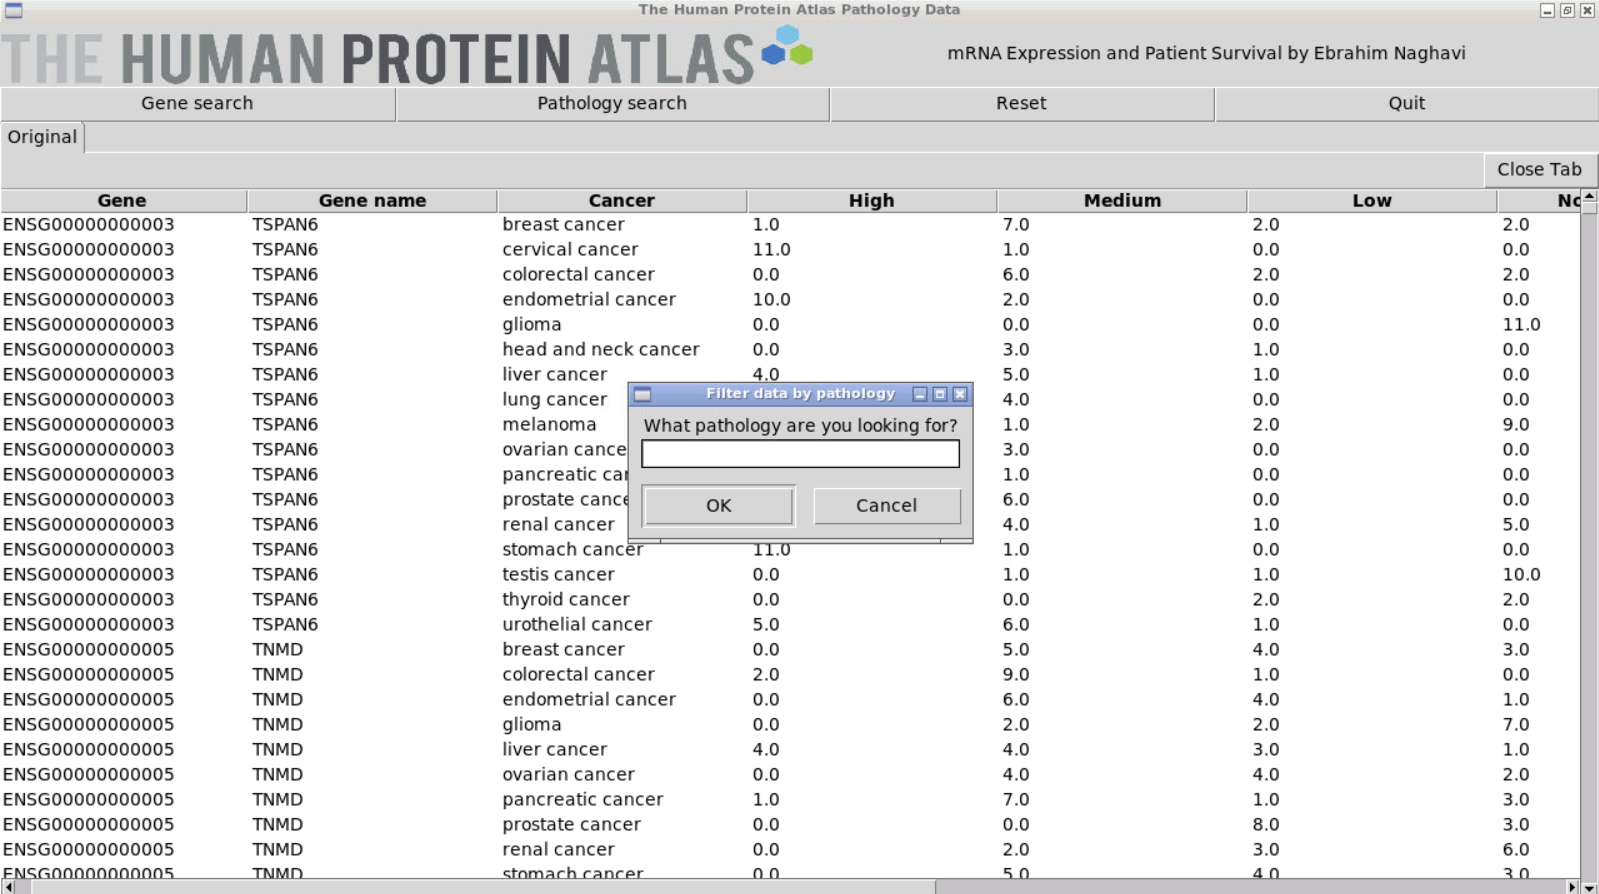 The Human Protein Atlas Pathology Data
THE HUMAN PROTEIN ATLAS
mRNA Expression and Patient Survival by Ebrahim Naghavi
Gene search Pathology search Reset Quit
Original
Close Tab
Gene Gene name Cancer High Medium Low
ENSG00000000003 TSPAN6 breast cancer 1.0 7.0 2.0 2.0
ENSG00000000003 TSPAN6 cervical cancer 11.0 1.0 0.0 0.0
ENSG00000000003 TSPAN6 colorectal cancer 0.0 6.0 2.0 2.0
ENSG00000000003 TSPAN6 endometrial cancer 10.0 2.0 0.0 0.0
ENSG00000000003 TSPAN6 glioma 0.0 0.0 0.0 11.0
ENSG00000000003 TSPAN6 head and neck cancer 0.0 3.0 1.0 0.0
ENSG00000000003 TSPAN6 liver cancer 4.0 5.0 1.0 0.0
ENSG00000000003 TSPAN6 lung cancer 4.0 0.0 0.0
ENSG00000000003 TSPAN6 melanoma 1.0 2.0 9.0
ENSG00000000003 TSPAN6 ovarian cance 3.0 0.0 0.0
ENSG00000000003 TSPAN6 pancreatic ca 1.0 0.0 0.0
ENSG00000000003 TSPAN6 prostate cance 6.0 0.0 0.0
ENSG00000000003 TSPAN6 renal cancer 4.0 1.0 5.0
ENSG00000000003 TSPAN6 stomach cancer 11.0 1.0 0.0 0.0
ENSG00000000003 TSPAN6 testis cancer 0.0 1.0 1.0 10.0
ENSG00000000003 TSPAN6 thyroid cancer 0.0 0.0 2.0 2.0
ENSG00000000003 TSPAN6 urothelial cancer 5.0 6.0 1.0 0.0
ENSG00000000005 TNMD breast cancer 0.0 5.0 4.0 3.0
ENSG00000000005 TNMD colorectal cancer 2.0 9.0 1.0 0.0
ENSG00000000005 TNMD endometrial cancer 0.0 6.0 4.0 1.0
ENSG00000000005 TNMD glioma 0.0 2.0 2.0 7.0
ENSG00000000005 TNMD liver cancer 4.0 4.0 3.0 1.0
ENSG00000000005 TNMD ovarian cancer 0.0 4.0 4.0 2.0
ENSG00000000005 TNMD pancreatic cancer 1.0 7.0 1.0 3.0
ENSG00000000005 TNMD prostate cancer 0.0 0.0 8.0 3.0
ENSG00000000005 TNMD renal cancer 0.0 2.0 3.0 6.0
ENSG00000000005 TNMD stomach cancer 0.0 5.0 4.0 3.0
Filter data by pathology
What pathology are you looking for?
OK Cancel